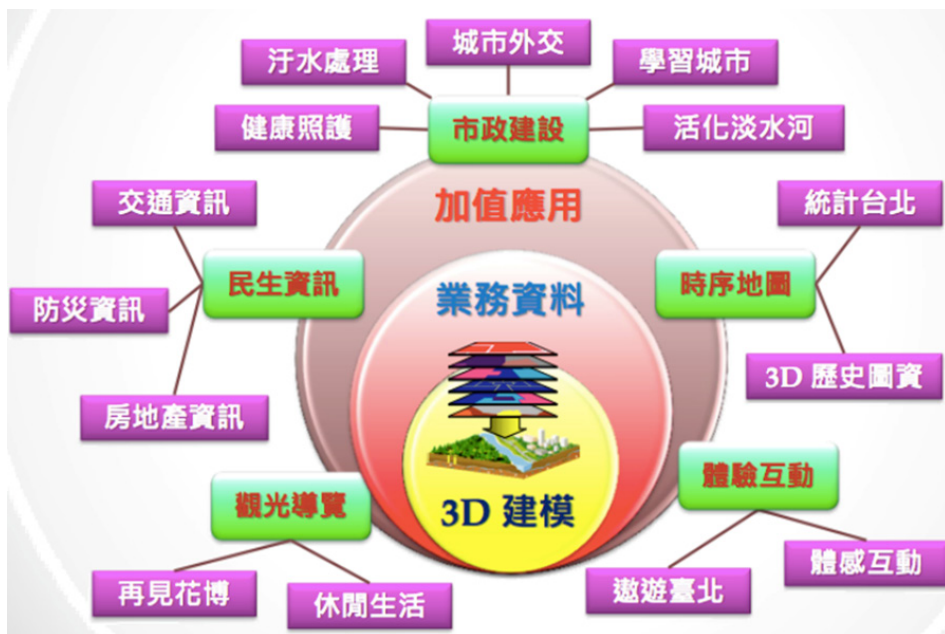 城市外交
汙水處理
學習城市
健康照護
市政建設
活化淡水河
交通資訊
加值應用
統計台北
民生資訊
時序地圖
防災資訊
業務資料
3D 歷史圖資
房地產資訊
體驗互動
觀光導覽
3D 建模
體感互動
再見花博
休閒生活
遨遊臺北